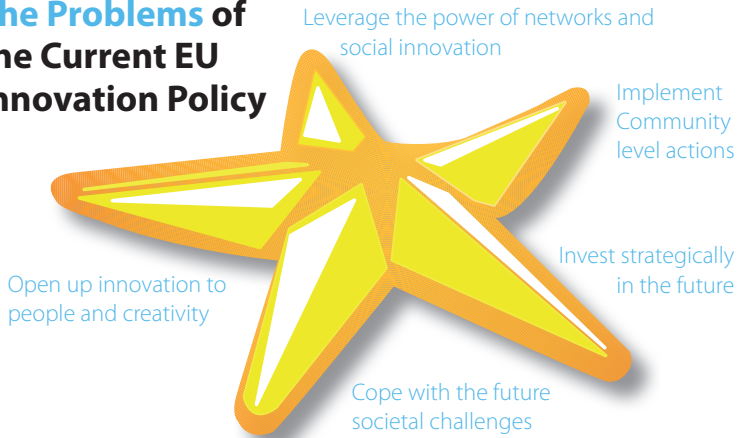 he Problems of
he Current EU
nnovation Policy
Leverage the power of networks and
social innovation
Implement
Community
level actions
Invest strategically
in the future
Open up innovation to
people and creativity
Cope with the future
societal challenges